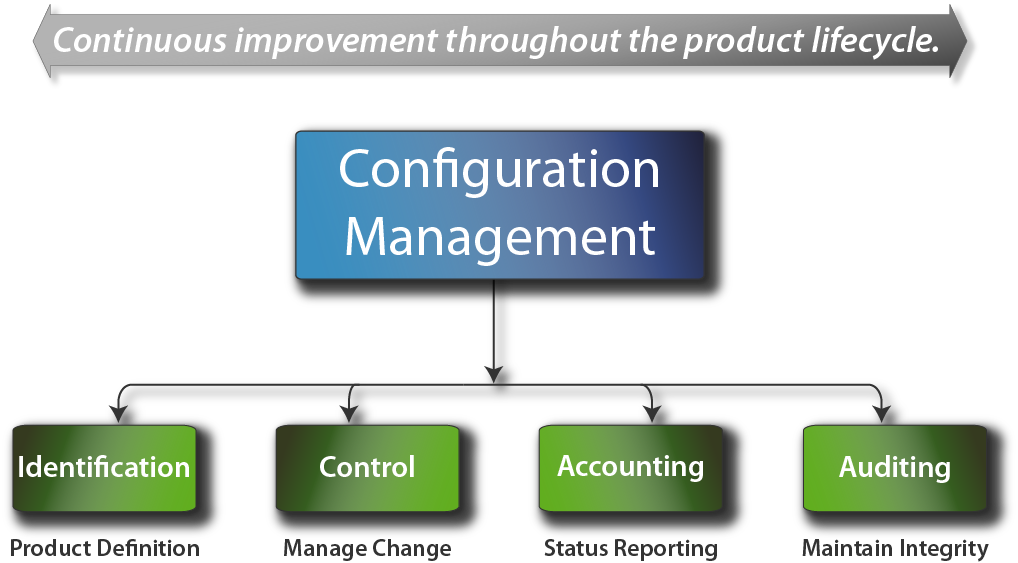 Continuous improvement throughout the product lifecycle.
Configuration
Management
Identification
Control
Accounting
Auditing
Product Definition
Manage Change
Status Reporting
Maintain Integrity